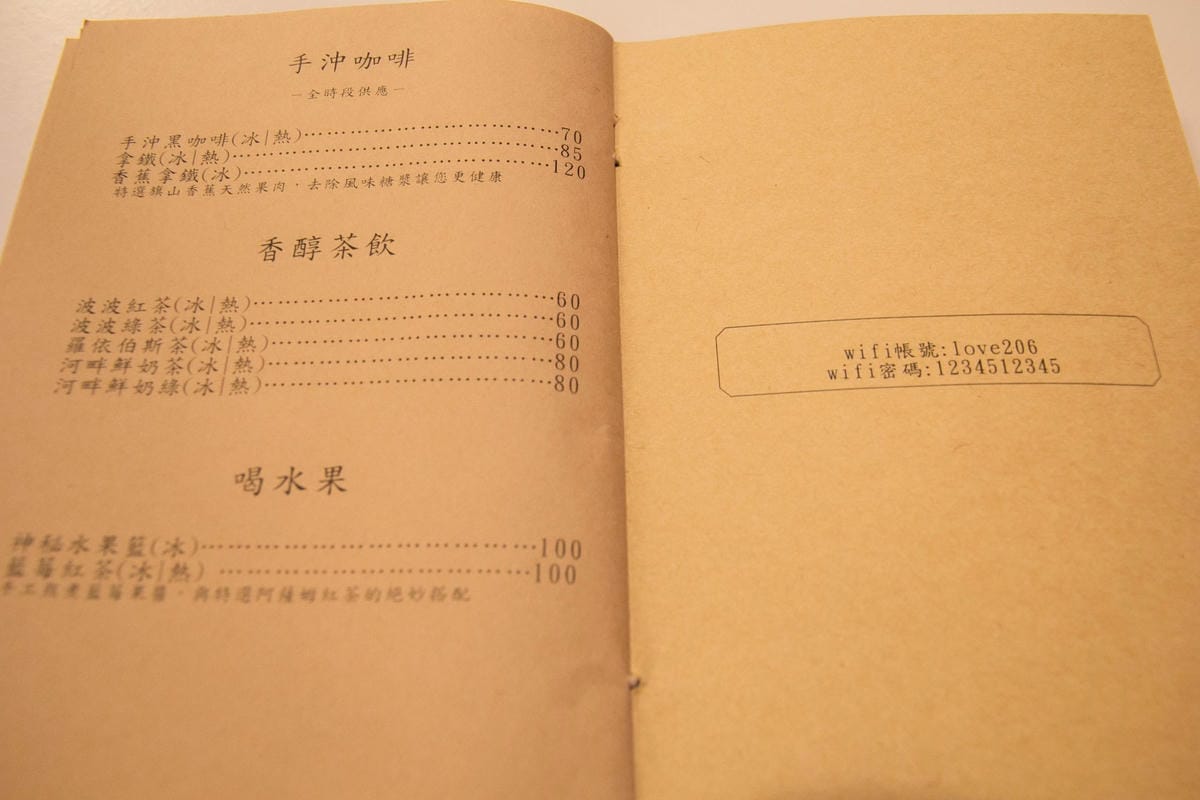 手沖咖啡
－全時段供應－
手沖黑咖啡(冰|熱)⋯⋯⋯⋯⋯⋯⋯⋯⋯⋯⋯70
拿鐵(冰|熱)⋯⋯⋯⋯⋯⋯⋯⋯⋯⋯⋯⋯⋯85
香蕉拿鐵(冰)⋯⋯⋯⋯⋯⋯⋯⋯⋯⋯⋯⋯120
特選旗山香蕉天然果肉，去除風味糖漿讓您更健康
香醇茶飲
波波紅茶(冰|熱)⋯⋯⋯⋯⋯⋯⋯⋯⋯⋯⋯60
波波綠茶(冰|熱)⋯⋯⋯⋯⋯⋯⋯⋯⋯⋯⋯60
羅依伯斯茶(冰|熱)⋯⋯⋯⋯⋯⋯⋯⋯⋯⋯60
河畔鮮奶茶(冰|熱)⋯⋯⋯⋯⋯⋯⋯⋯⋯⋯80
河畔鮮奶綠(冰|熱)⋯⋯⋯⋯⋯⋯⋯⋯⋯⋯80
喝水果
神秘水果籃(冰)⋯⋯⋯⋯⋯⋯⋯⋯⋯⋯⋯100
藍莓紅茶(冰|熱)⋯⋯⋯⋯⋯⋯⋯⋯⋯⋯100
手工熬煮藍莓果醬，與特選阿薩姆紅茶的絕妙搭配
wifi帳號:love206
wifi密碼:1234512345